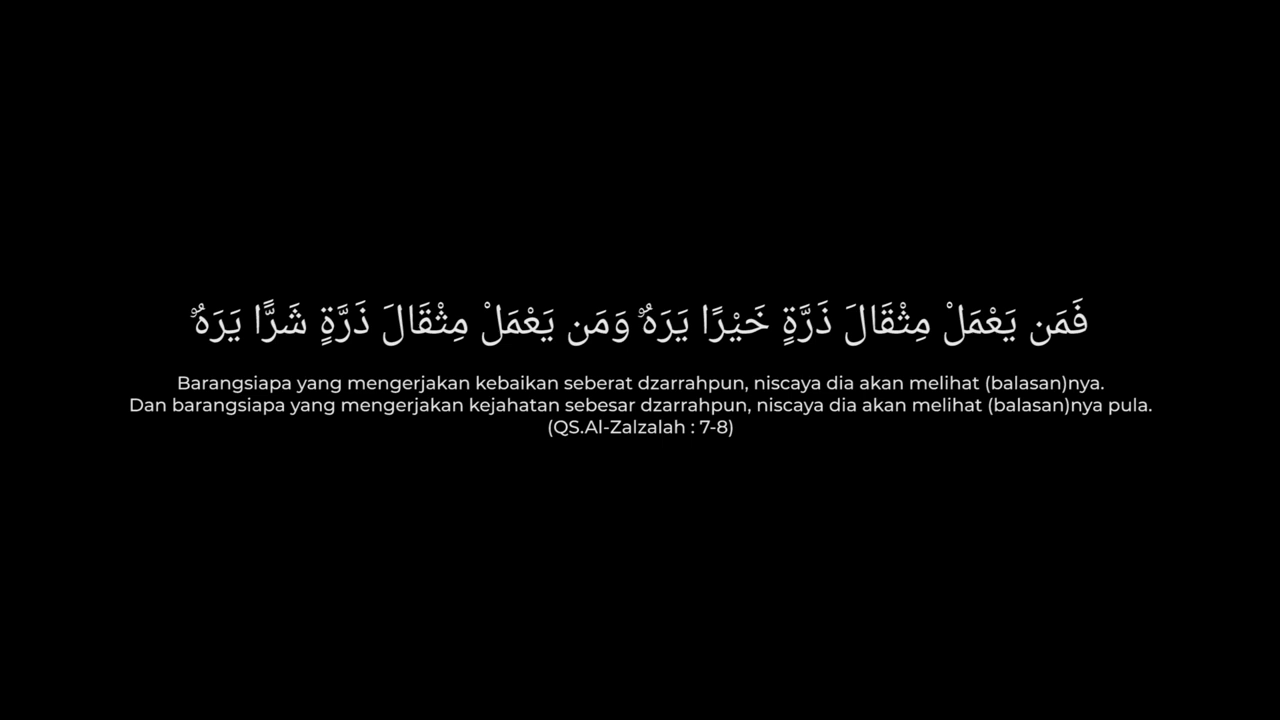 فَمَن يَعْمَلْ مِثْقَالَ ذَرَّةٍ خَيْرًا يَرَهُۥ وَمَن يَعْمَلْ مِثْقَالَ ذَرَّةٍ شَرًّا يَرَهُۥ
Barangsiapa yang mengerjakan kebaikan seberat dzarrahpun, niscaya dia akan melihat (balasan)nya.
Dan barangsiapa yang mengerjakan kejahatan sebesar dzarrahpun, niscaya dia akan melihat (balasan)nya pula.
(QS.Al-Zalzalah : 7-8)